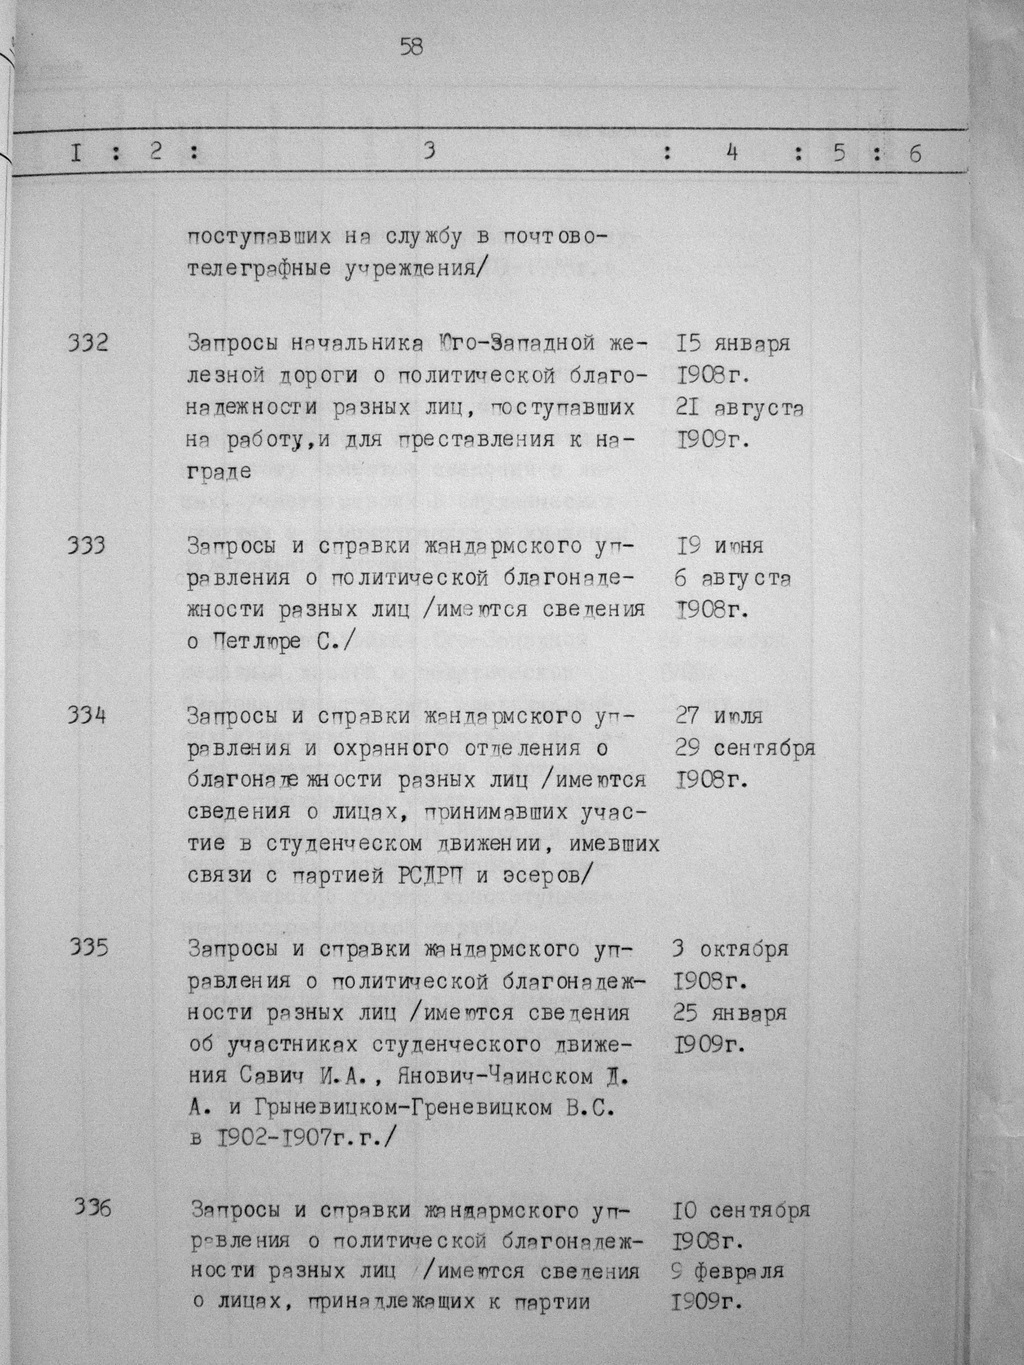 58
I : 2 : 3 : 4 : 5 : 6
поступавших на службу в почтово-
телеграфные учреждения/
332 Запросы начальника Юго-Западной же- I5 января
лезной дороги о политической благо- I908г.
надежности разных лиц, поступавших 2I августа
на работу,и для преставления к на- I909г.
граде
333 Запросы и справки жандармского уп- I9 июня
равления о политической благонаде- 6 августа
жности разных лиц /имеются сведения I908г.
о Петлюре С./
334 Запросы и справки жандармского уп- 27 июля
равления и охранного отделения о 29 сентября
благонадежности разных лиц /имеются I908г.
сведения о лицах, принимавших учас-
тие в студенческом движении, имевших
связи с партией РСДРП и эсеров/
335 Запросы и справки жандармского уп- 3 октября
равления о политической благонадеж- I908г.
ности разных лиц /имеются сведения 25 января
об участниках студенческого движе- I909г.
ния Савич И.А., Янович-Чаинском Д.
А. и Грыневицком-Греневицком В.С.
в I902-I907г.г./
336 Запросы и справки жандармского уп- IO сентября
равления о политической благонадеж- I908г.
ности разных лиц /имеются сведения 9 февраля
о лицах, принадлежащих к партии I909г.